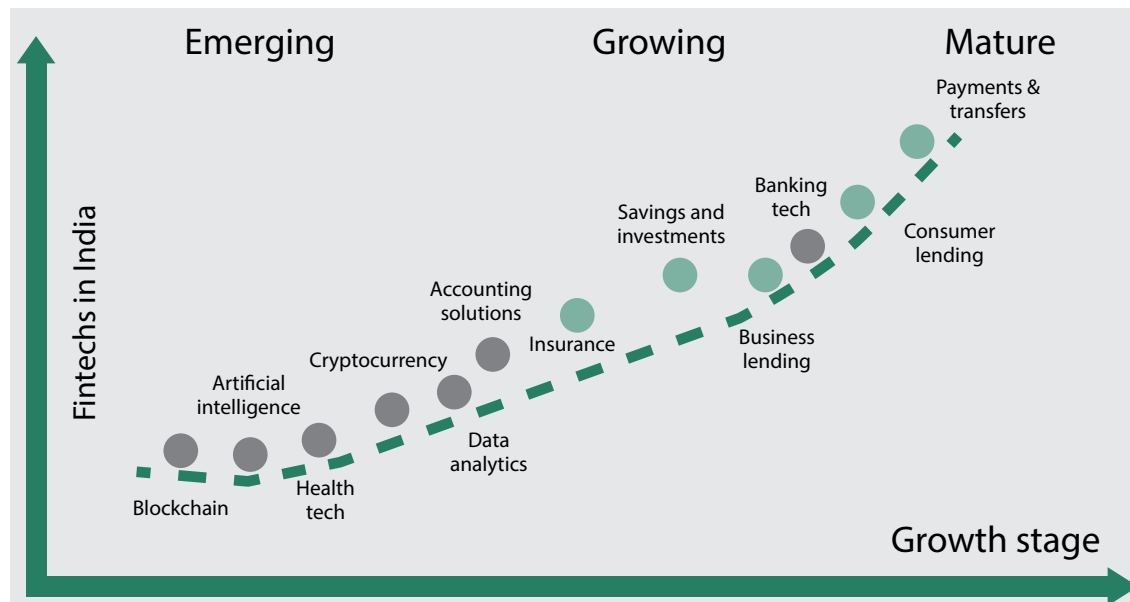 Emerging
Growing
Mature
Payments &
transfers
Banking
tech
Savings and
investments
Consumer
lending
Accounting
solutions
Insurance
Business
lending
Cryptocurrency
Artificial
intelligence
Data
analytics
Health
tech
Blockchain
Fintechs in India
Growth stage